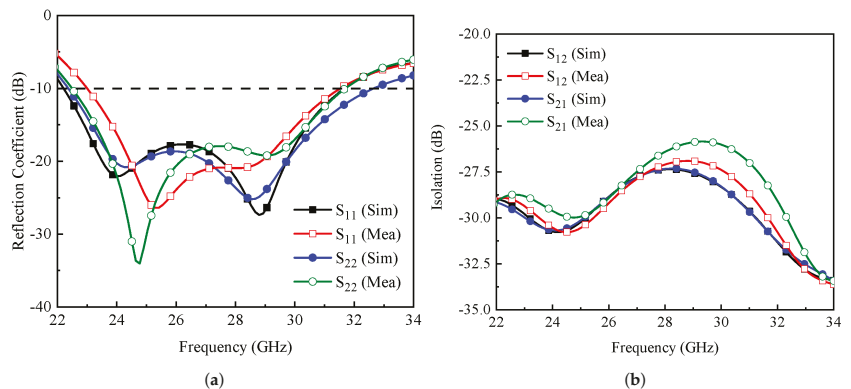 0
-10
-20
-30
-40
Reflection Coefficient (dB)
S11 (Sim)
S11 (Mea)
S22 (Sim)
S22 (Mea)
22 24 26 28 30 32 34
Frequency (GHz)
(a)
-20.0
-22.5
-25.0
-27.5
-30.0
-32.5
-35.0
Isolation (dB)
S12 (Sim)
S12 (Mea)
S21 (Sim)
S21 (Mea)
22 24 26 28 30 32 34
Frequency (GHz)
(b)